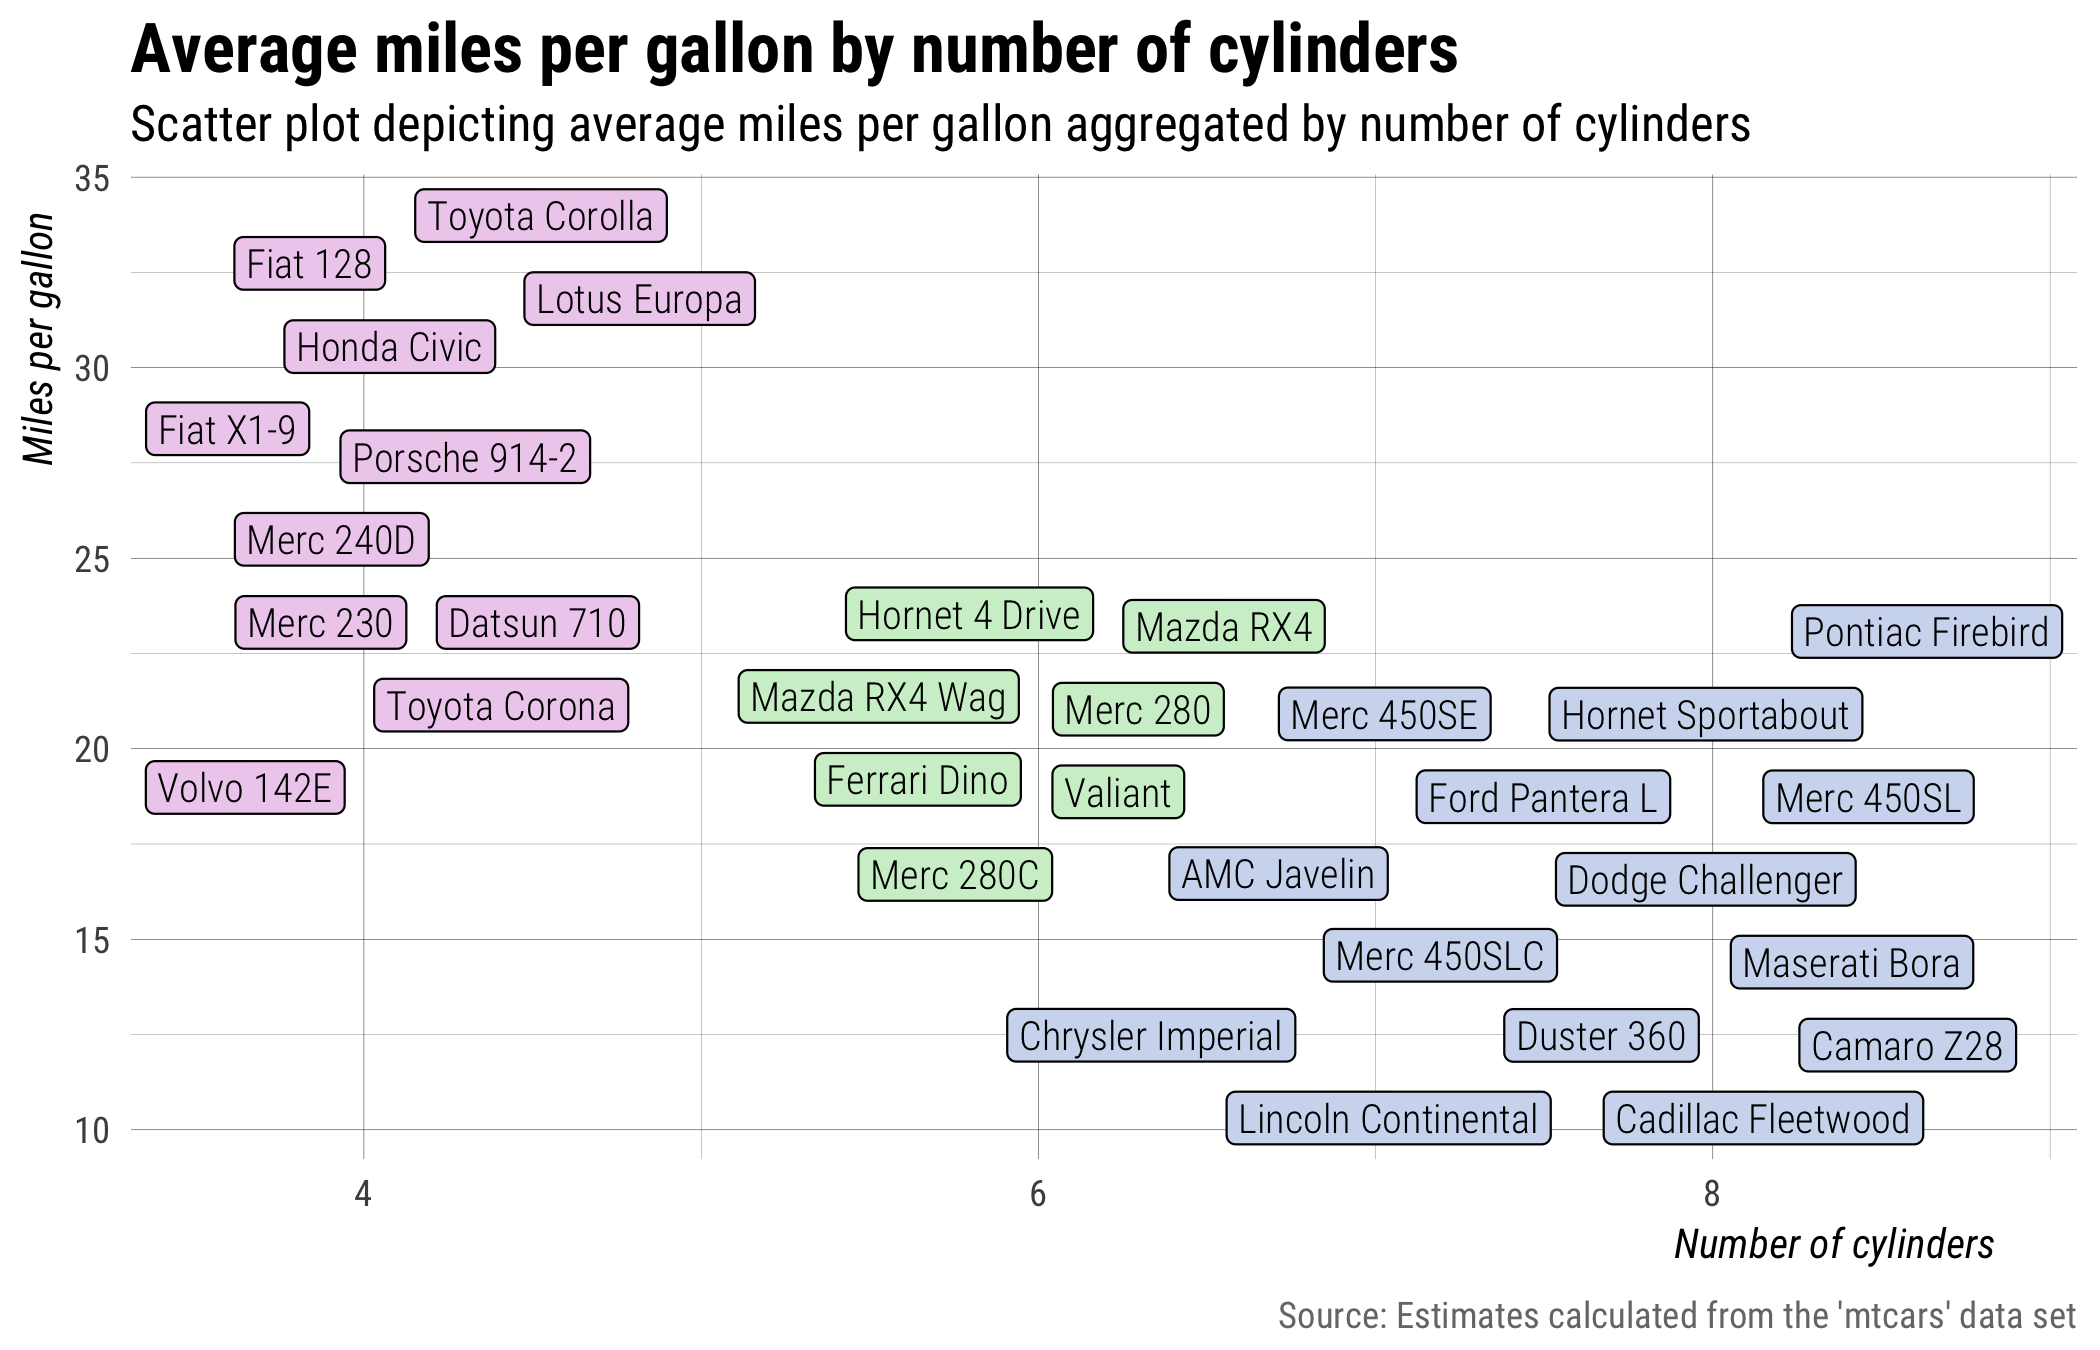 Average miles per gallon by number of cylinders
Scatter plot depicting average miles per gallon aggregated by number of cylinders
Miles per gallon
35
30
25
20
15
10
Toyota Corolla
Fiat 128
Lotus Europa
Honda Civic
Fiat X1-9
Porsche 914-2
Merc 240D
Merc 230
Datsun 710
Hornet 4 Drive
Mazda RX4
Pontiac Firebird
Toyota Corona
Mazda RX4 Wag
Merc 280
Merc 450SE
Hornet Sportabout
Volvo 142E
Ferrari Dino
Valiant
Ford Pantera L
Merc 450SL
Merc 280C
AMC Javelin
Dodge Challenger
Merc 450SLC
Maserati Bora
Chrysler Imperial
Duster 360
Camaro Z28
Lincoln Continental
Cadillac Fleetwood
4
6
8
Number of cylinders
Source: Estimates calculated from the 'mtcars' data set